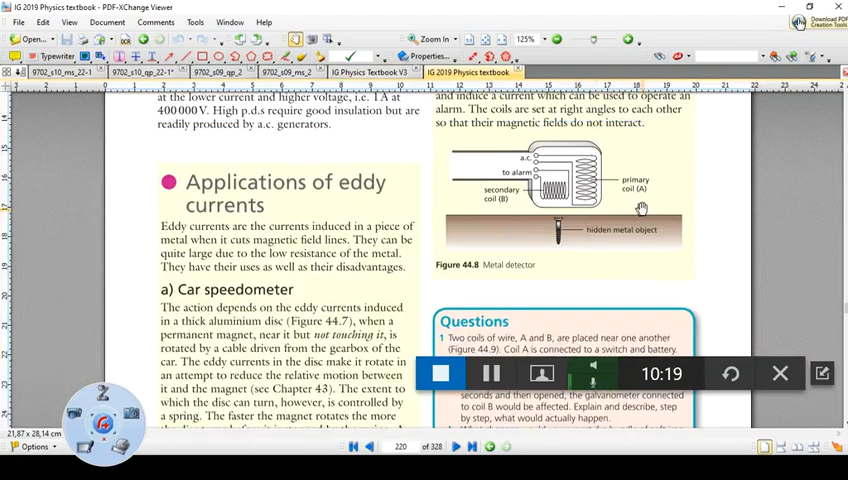 IG 2019 Physics textbook - PDF-XChange Viewer
File Edit View Document Comments Tools Window Help
Download PDF
Creation Tools
Open... Zoom In 125%
Typewriter Properties...
9702_s10_ms_22-1 9702_s10_qp_22-1* 9702_s09_qp_2 9702_s09_ms_2 IG Physics Textbook V3 IG 2019 Physics textbook
at the lower current and higher voltage, i.e. 1 A at
400 000 V. High p.d.s require good insulation but are
readily produced by a.c. generators.
Applications of eddy
currents
Eddy currents are the currents induced in a piece of
metal when it cuts magnetic field lines. They can be
quite large due to the low resistance of the metal.
They have their uses as well as their disadvantages.
a) Car speedometer
The action depends on the eddy currents induced
in a thick aluminium disc (Figure 44.7), when a
permanent magnet, near it but not touching it, is
rotated by a cable driven from the gearbox of the
car. The eddy currents in the disc make it rotate in
an attempt to reduce the relative motion between
it and the magnet (see Chapter 43). The extent to
which the disc can turn, however, is controlled by
a spring. The faster the magnet rotates the more
and induce a current which can be used to operate an
alarm. The coils are set at right angles to each other
so that their magnetic fields do not interact.
a.c.
to alarm
primary
coil (A)
secondary
coil (B)
hidden metal object
Figure 44.8 Metal detector
Questions
1 Two coils of wire, A and B, are placed near one another
(Figure 44.9). Coil A is connected to a switch and battery.
10:19
seconds and then opened, the galvanometer connected
to coil B would be affected. Explain and describe, step
by step, what would actually happen.
21,87 x 28,14 cm
Options 220 of 328